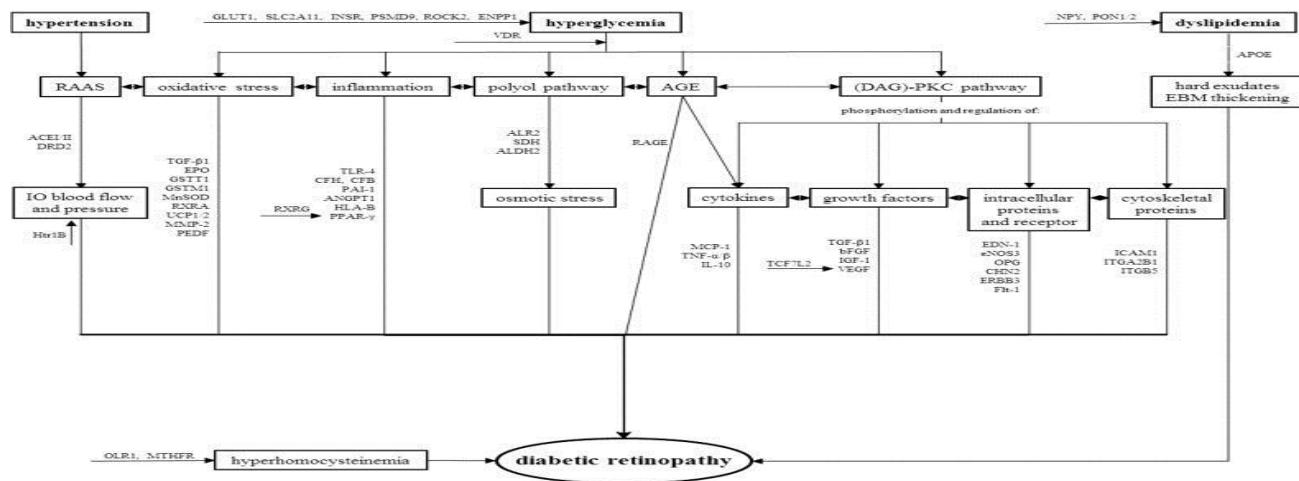 GLUT1, SLC2A11, INSR, PSMD9, ROCK2, ENPP1
NPY, PON1/2
hypertension
hyperglycemia
dyslipidemia
VDR
APOE
RAAS
oxidative stress
inflammation
polyol pathway
AGE
(DAG)-PKC pathway
hard exudates
EBM thickening
phosphorylation and regulation of:
ACEI/II
DRD2
ALR2
SDH
ALDH2
RAGE
TGF-β1
EPO
GSTT1
GSTM1
MnSOD
RXRA
UCP1/2
MMP-2
PEDF
TLR-4
CFH, CFB
PAI-1
ANGPT1
HLA-B
PPAR-γ
RXRG
IO blood flow
and pressure
Htr1B
osmotic stress
cytokines
growth factors
intracellular
proteins
and receptor
cytoskeletal
proteins
MCP-1
TNF-α/β
IL-10
TCF7L2
TGF-β1
bFGF
IGF-1
VEGF
EDN-1
eNOS3
OPG
CHN2
ERBB3
Flt-1
ICAM1
ITGA2B1
ITGB5
OLR1, MTHFR
hyperhomocysteinemia
diabetic retinopathy